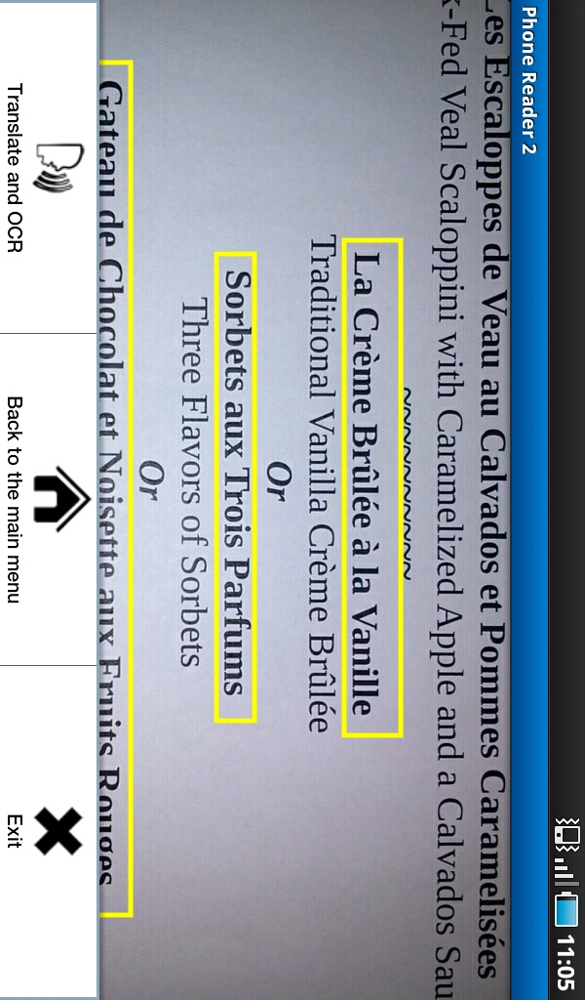 Phone Reader 2
11:05
Les Escaloppes de Veau au Calvados et Pommes Caramelisées
-Fed Veal Scaloppini with Caramelized Apple and a Calvados Sau
~~~~~~~~~~
La Crème Brûlée à la Vanille
Traditional Vanilla Crème Brûlée
Or
Sorbets aux Trois Parfums
Three Flavors of Sorbets
Or
Gateau de Chocolat et Noisette aux Fruits Rouges
Translate and OCR
Back to the main menu
Exit